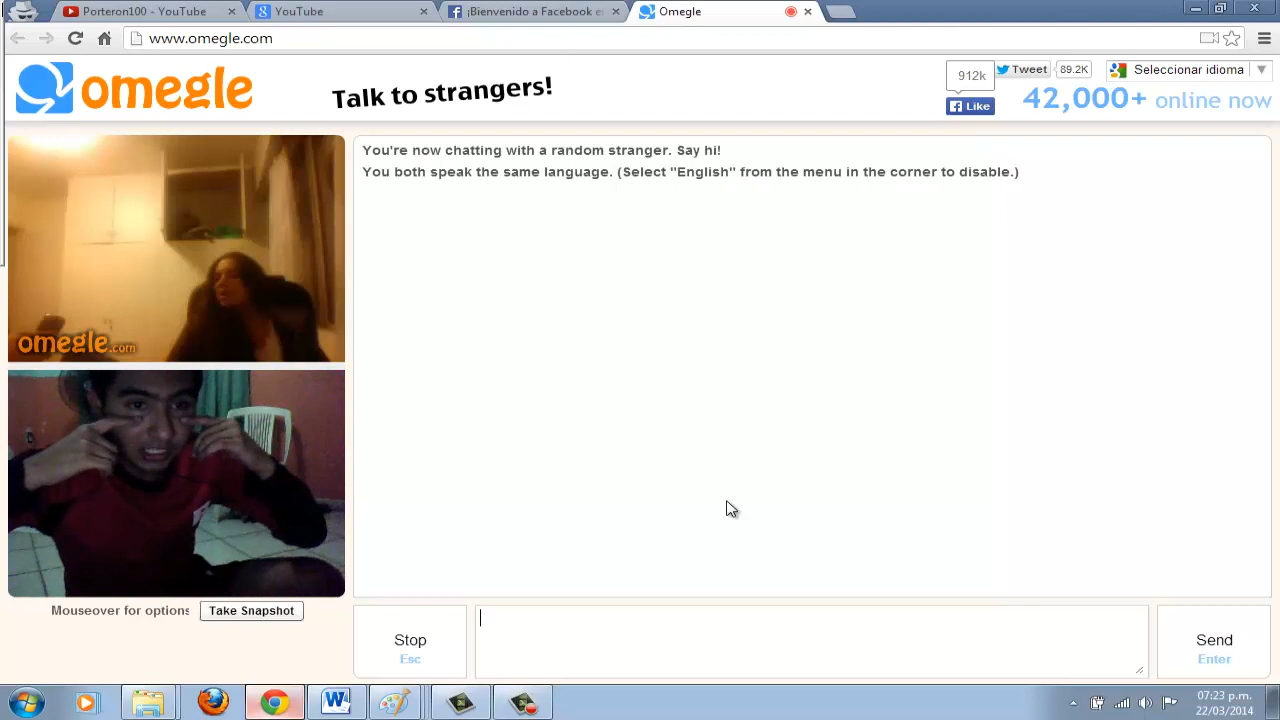 Porteron100 - YouTube
YouTube
¡Bienvenido a Facebook en
Omegle
www.omegle.com
omegle
Talk to strangers!
912k
Like
Tweet
89.2K
Seleccionar idioma
42,000+ online now
You're now chatting with a random stranger. Say hi!
You both speak the same language. (Select "English" from the menu in the corner to disable.)
omegle.com
Mouseover for options
Take Snapshot
Stop
Esc
Send
Enter
07:23 p.m.
22/03/2014